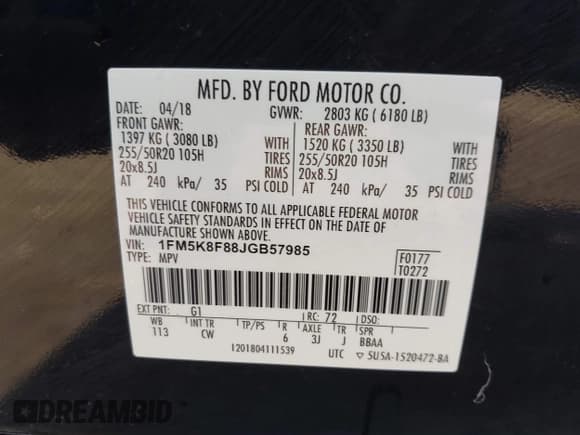 MFD. BY FORD MOTOR CO.
DATE: 04/18 GVWR: 2803 KG ( 6180 LB)
FRONT GAWR: REAR GAWR:
1397 KG ( 3080 LB) WITH 1520 KG ( 3350 LB) WITH
255/50R20 105H TIRES 255/50R20 105H TIRES
20x8.5J RIMS 20x8.5J RIMS
AT 240 kPa/ 35 PSI COLD AT 240 kPa/ 35 PSI COLD
THIS VEHICLE CONFORMS TO ALL APPLICABLE FEDERAL MOTOR
VEHICLE SAFETY STANDARDS IN EFFECT ON THE DATE OF
MANUFACTURE SHOWN ABOVE.
VIN: 1FM5K8F88JGB57985 F0177
TYPE: MPV T0272
EXT PNT: G1 RC: 72 DSO:
WB INT TR TP/PS R AXLE TR SPR
113 CW 6 3J J BBAA
1201804111539 UTC ▽ 5U5A-1520472-BA
DREAMBID